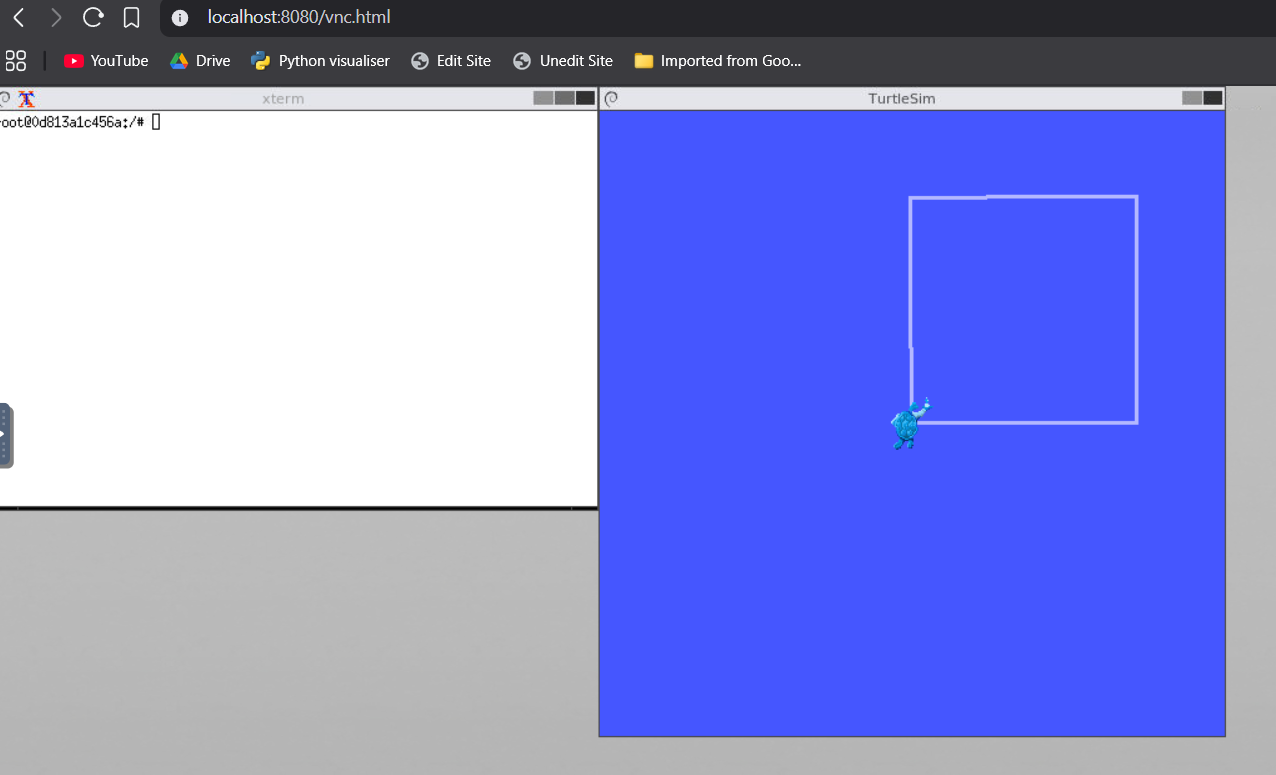 localhost:8080/vnc.html
YouTube Drive Python visualiser Edit Site Unedit Site Imported from Goo...
xterm
TurtleSim
root@0d813a1c456a:/#